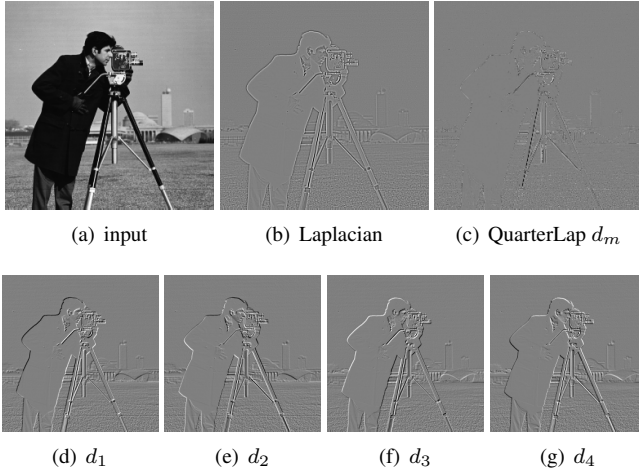 (a) input
(b) Laplacian
(c) QuarterLap d_m
(d) d_1
(e) d_2
(f) d_3
(g) d_4